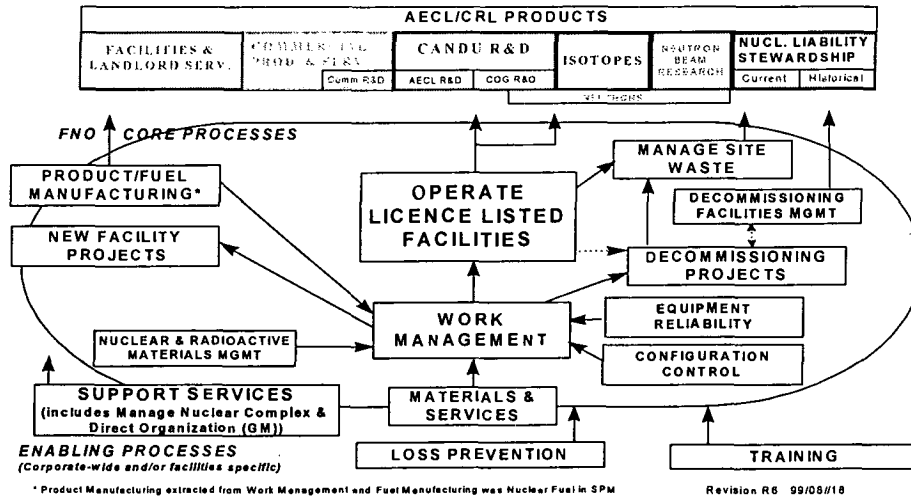 AECL/CRL PRODUCTS
FACILITIES &
LANDLORD SERV.
COMMERCIAL
PROD & SERV
Comm R&D
CANDU R&D
AECL R&D
COG R&D
ISOTOPES
NEUTRON
BEAM
RESEARCH
NUCL. LIABILITY
STEWARDSHIP
Current
Historical
NEUTRONS
FNO CORE PROCESSES
PRODUCT/FUEL
MANUFACTURING*
NEW FACILITY
PROJECTS
OPERATE
LICENCE LISTED
FACILITIES
MANAGE SITE
WASTE
DECOMMISSIONING
FACILITIES MGMT
DECOMMISSIONING
PROJECTS
WORK
MANAGEMENT
EQUIPMENT
RELIABILITY
NUCLEAR & RADIOACTIVE
MATERIALS MGMT
CONFIGURATION
CONTROL
SUPPORT SERVICES
(includes Manage Nuclear Complex &
Direct Organization (GM))
MATERIALS &
SERVICES
ENABLING PROCESSES
(Corporate-wide and/or facilities specific)
LOSS PREVENTION
TRAINING
* Product Manufacturing extracted from Work Management and Fuel Manufacturing was Nuclear Fuel in SPM
Revision R6 99/08//18